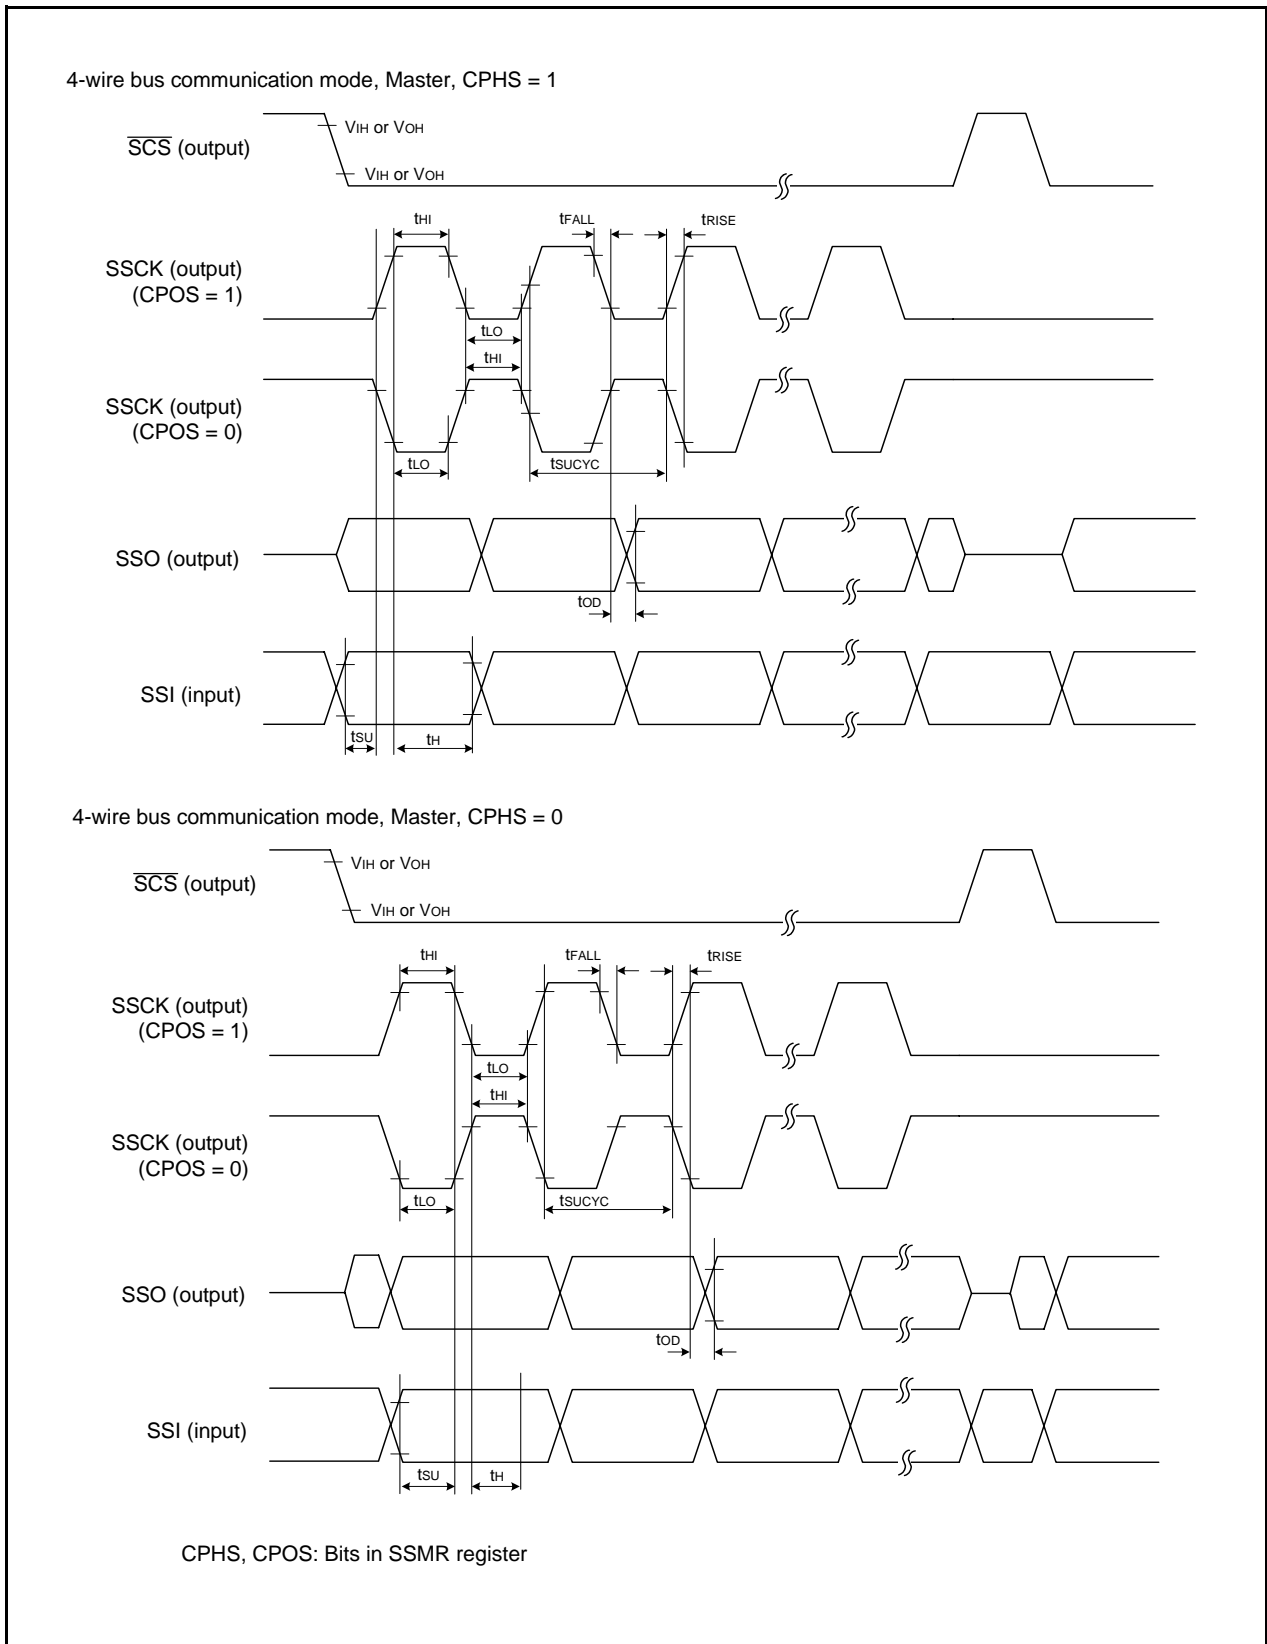 4-wire bus communication mode, Master, CPHS = 1
VIH or VOH
SCS (output)
VIH or VOH
tHI
tFALL
tRISE
SSCK (output)
(CPOS = 1)
tLO
tHI
SSCK (output)
(CPOS = 0)
tLO
tSUCYC
SSO (output)
tOD
SSI (input)
tSU
tH
4-wire bus communication mode, Master, CPHS = 0
VIH or VOH
SCS (output)
VIH or VOH
tHI
tFALL
tRISE
SSCK (output)
(CPOS = 1)
tLO
tHI
SSCK (output)
(CPOS = 0)
tLO
tSUCYC
SSO (output)
tOD
SSI (input)
tSU
tH
CPHS, CPOS: Bits in SSMR register